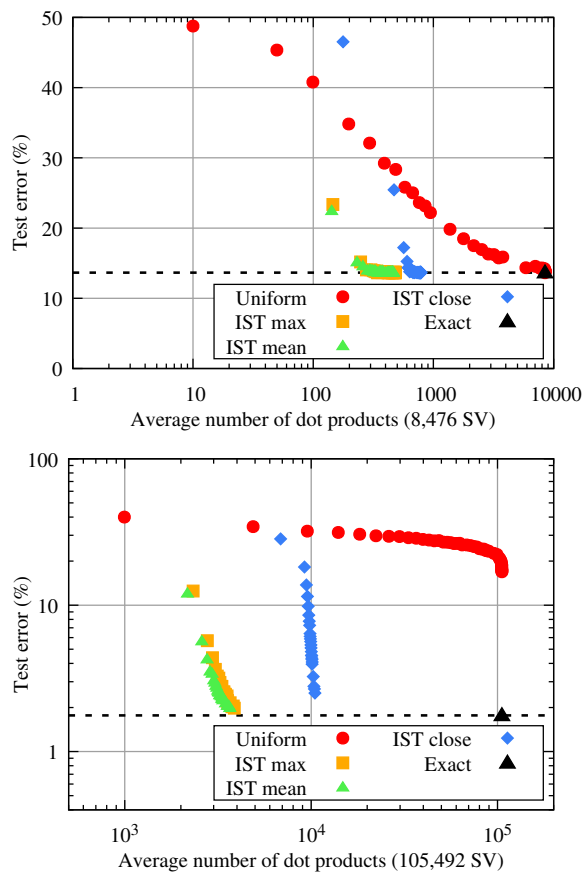 50
40
30
20
10
0
Test error (%)
Uniform
IST max
IST mean
IST close
Exact
1 10 100 1000 10000
Average number of dot products (8,476 SV)
100
10
1
Test error (%)
Uniform
IST max
IST mean
IST close
Exact
10³ 10⁴ 10⁵
Average number of dot products (105,492 SV)